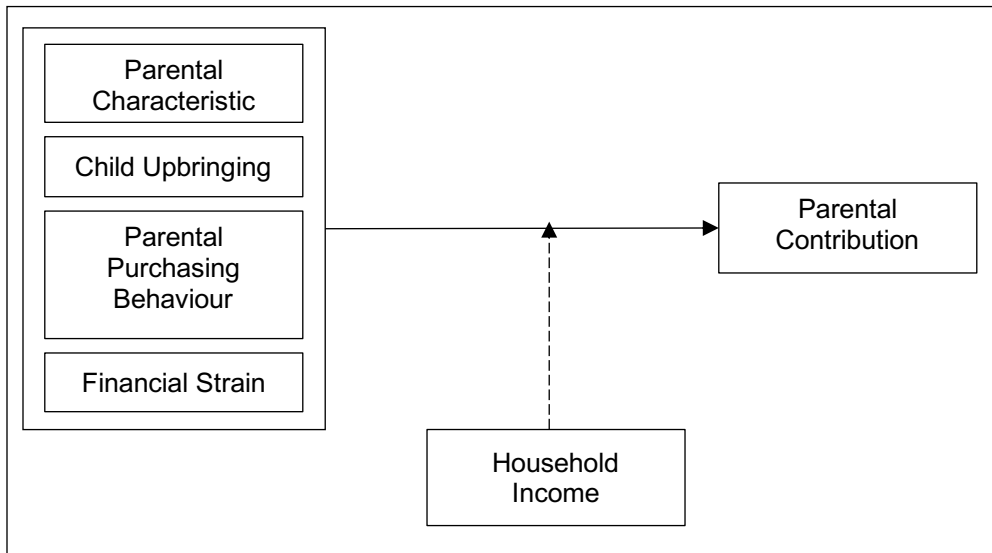 Parental
Characteristic
Child Upbringing
Parental
Purchasing
Behaviour
Financial Strain
Parental
Contribution
Household
Income